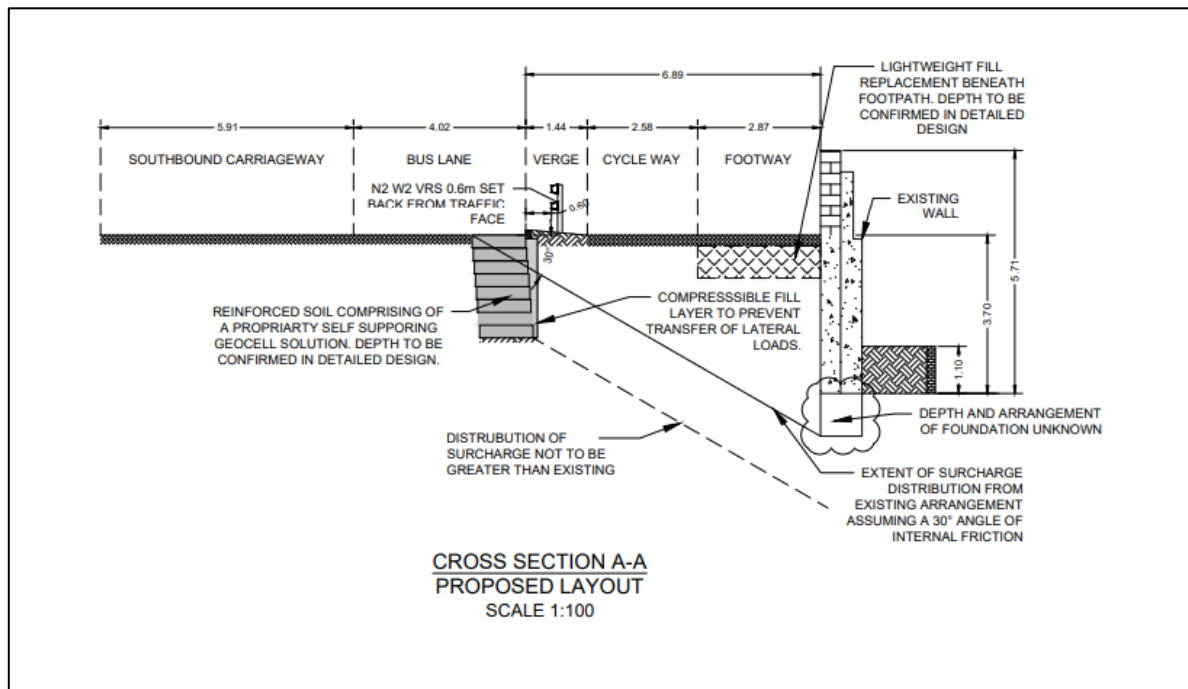 6.89
5.91
4.02
1.44
2.58
2.87
SOUTHBOUND CARRIAGEWAY
BUS LANE
VERGE
CYCLE WAY
FOOTWAY
LIGHTWEIGHT FILL
REPLACEMENT BENEATH
FOOTPATH. DEPTH TO BE
CONFIRMED IN DETAILED
DESIGN
N2 W2 VRS 0.6m SET
BACK FROM TRAFFIC
FACE
0.60
30°
EXISTING
WALL
5.71
3.70
1.10
REINFORCED SOIL COMPRISING OF
A PROPRIARTY SELF SUPPORING
GEOCELL SOLUTION. DEPTH TO BE
CONFIRMED IN DETAILED DESIGN.
COMPRESSSIBLE FILL
LAYER TO PREVENT
TRANSFER OF LATERAL
LOADS.
DISTRUBUTION OF
SURCHARGE NOT TO BE
GREATER THAN EXISTING
DEPTH AND ARRANGEMENT
OF FOUNDATION UNKNOWN
EXTENT OF SURCHARGE
DISTRIBUTION FROM
EXISTING ARRANGEMENT
ASSUMING A 30° ANGLE OF
INTERNAL FRICTION
CROSS SECTION A-A
PROPOSED LAYOUT
SCALE 1:100